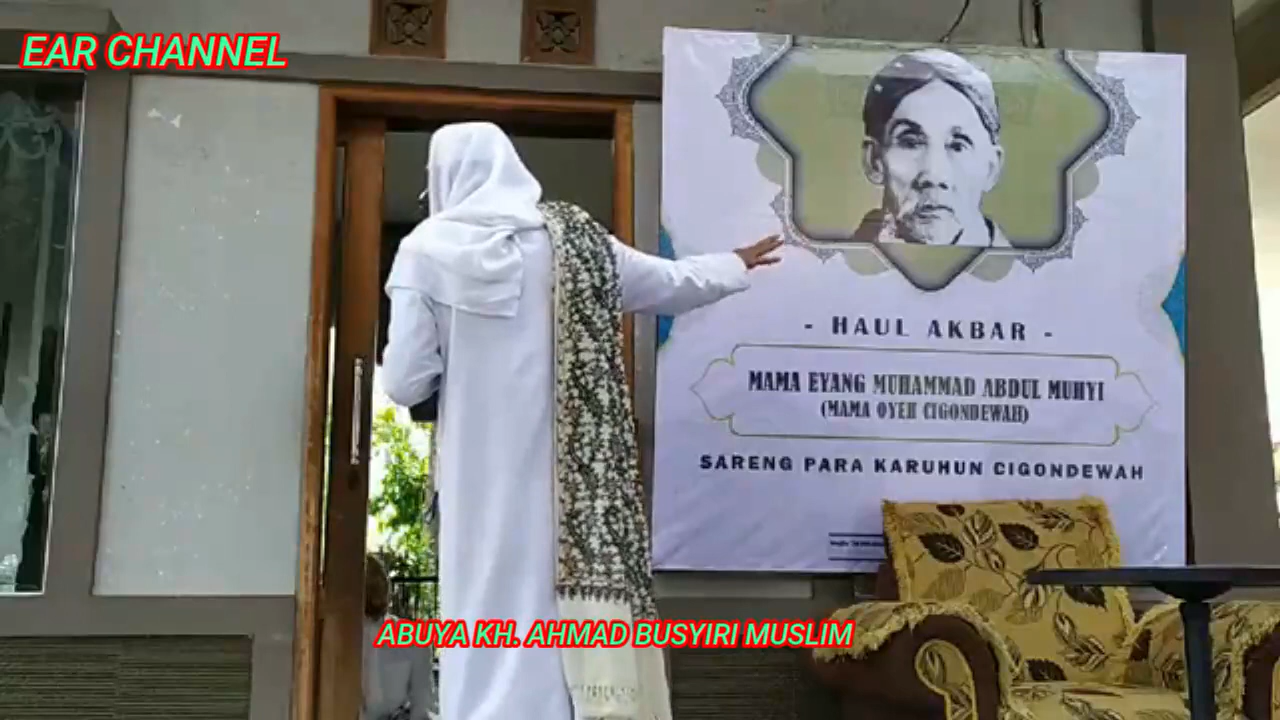 EAR CHANNEL
- HAUL AKBAR -
MAMA EYANG MUHAMMAD ABDUL MUHYI
(MAMA OYEH CIGONDEWAH)
SARENG PARA KARUHUN CIGONDEWAH
ABUYA KH. AHMAD BUSYIRI MUSLIM